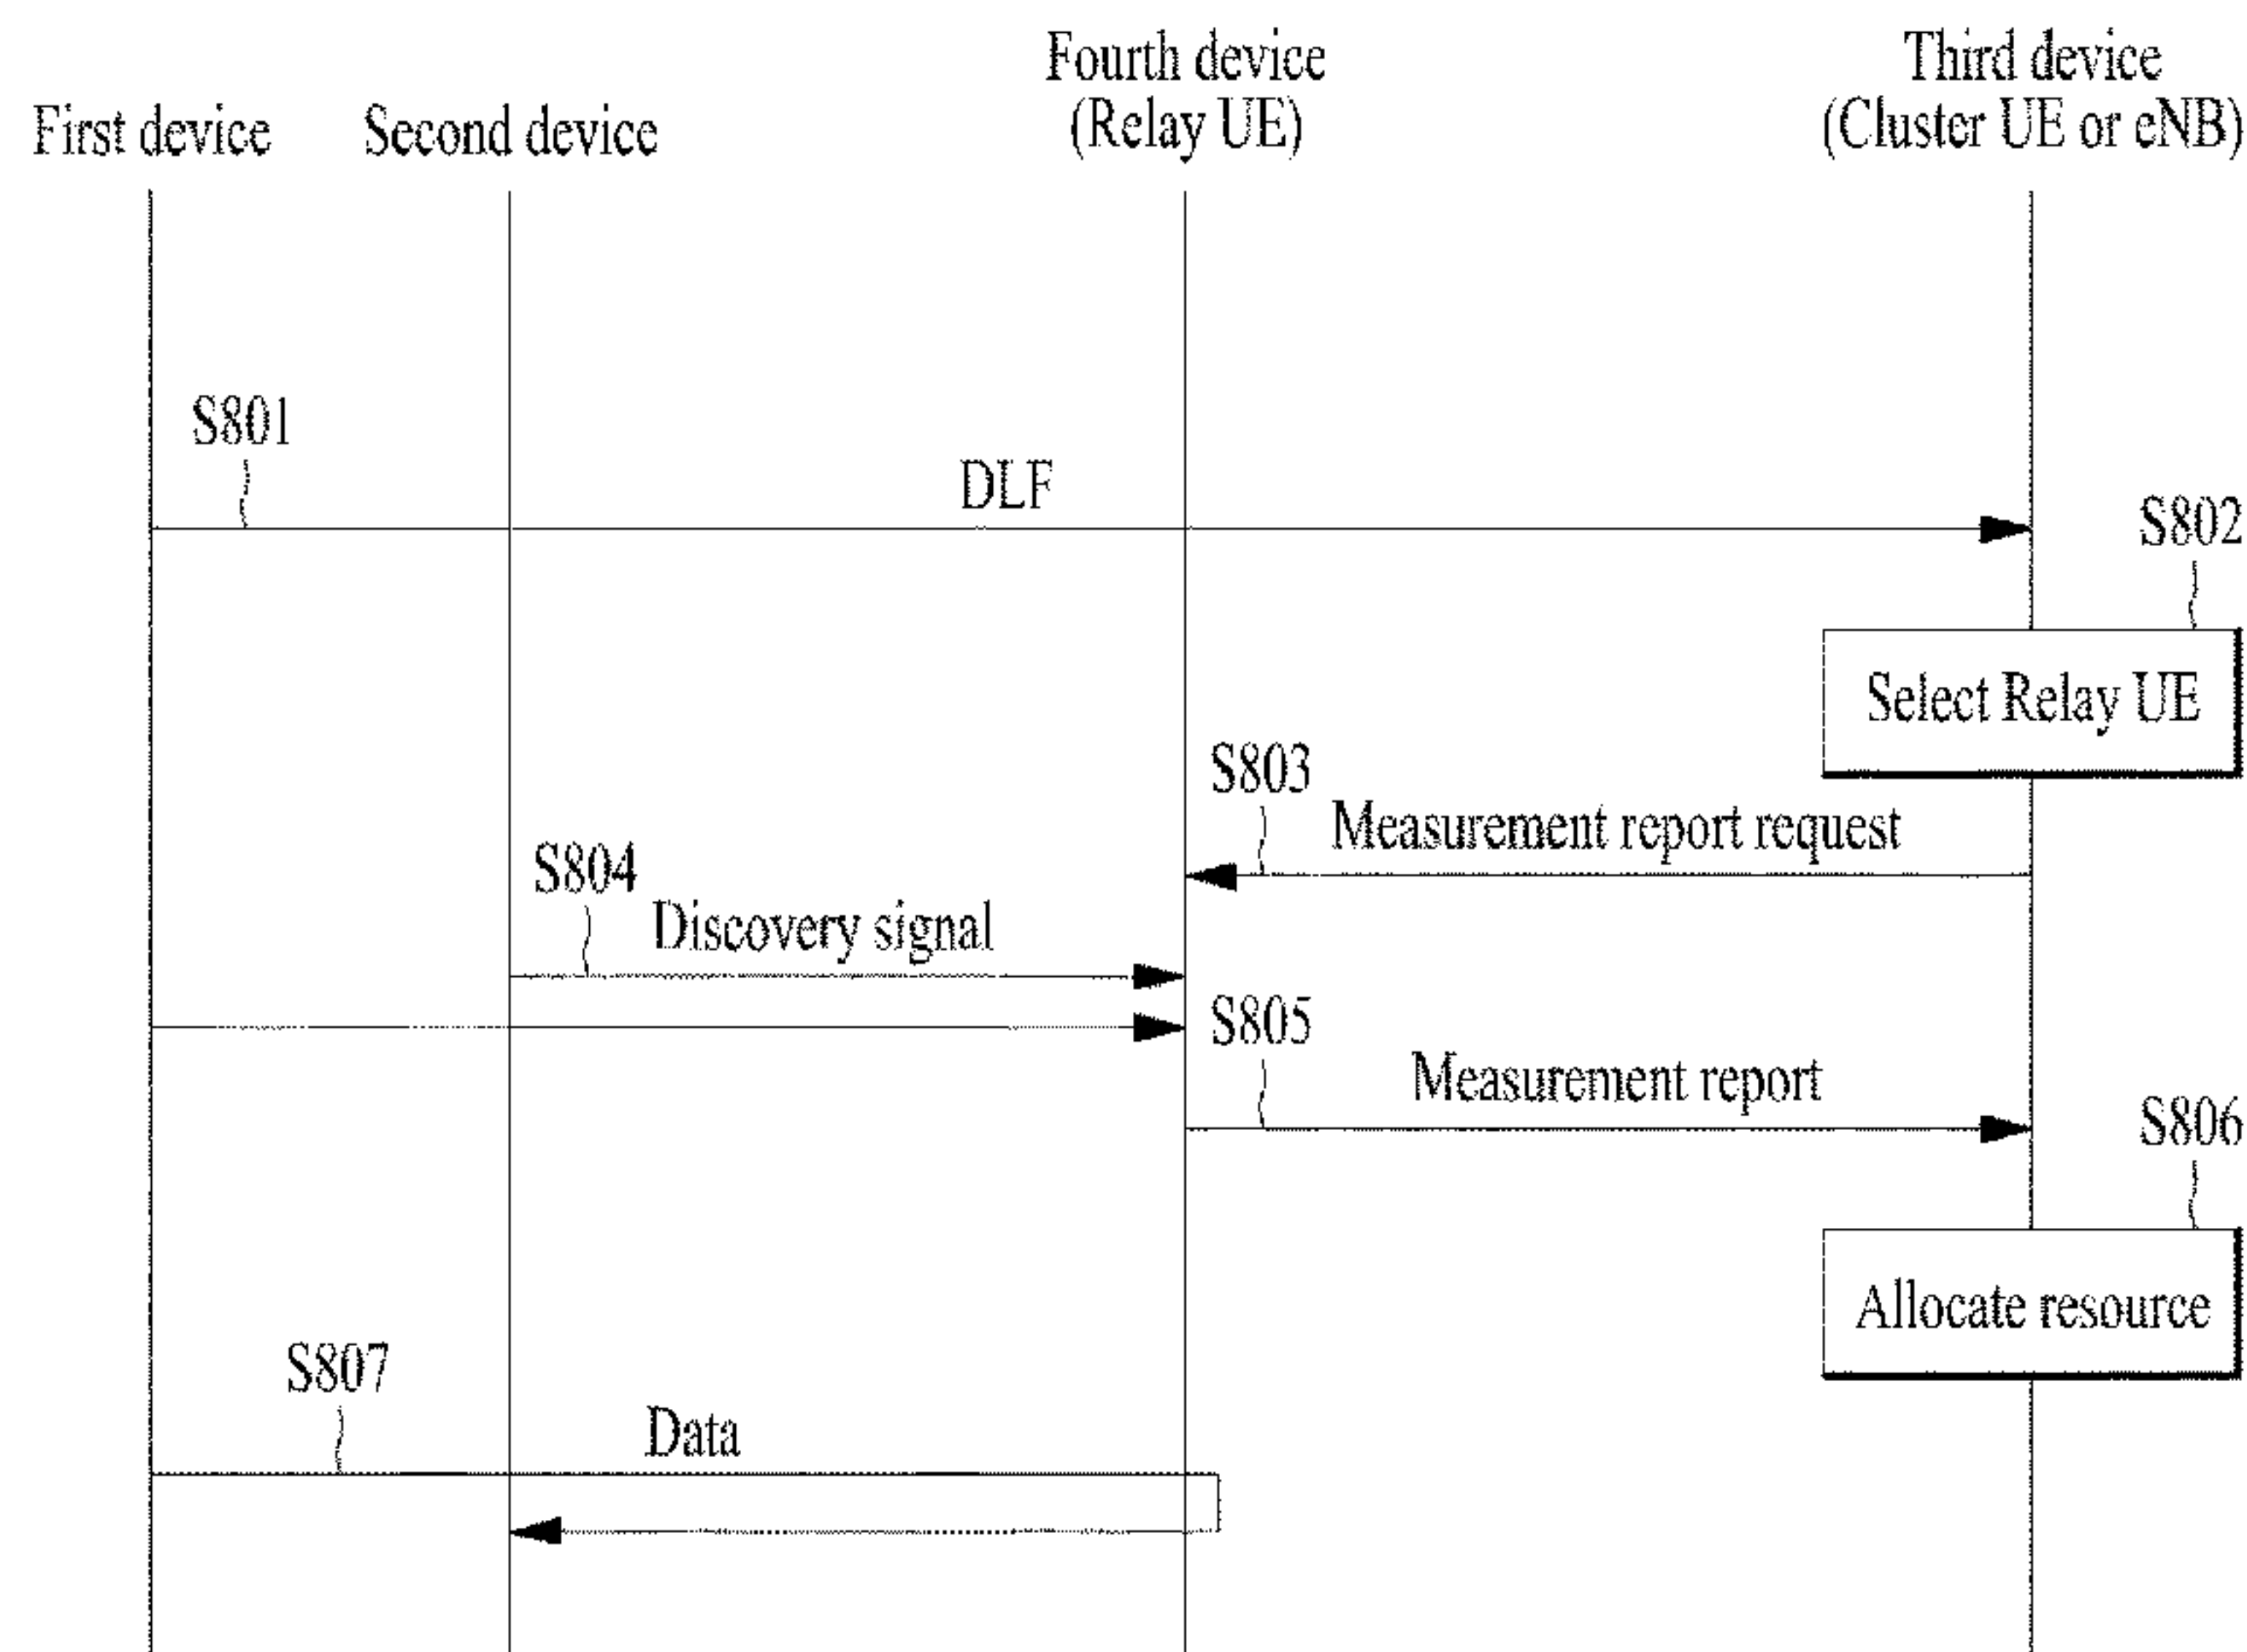 Fourth device
Third device
First device
Second device
(Relay UE)
(Cluster UE or eNB)
S801
DLF
S802
Select Relay UE
S803
Measurement report request
S804
Discovery signal
S805
Measurement report
S806
Allocate resource
S807
Data